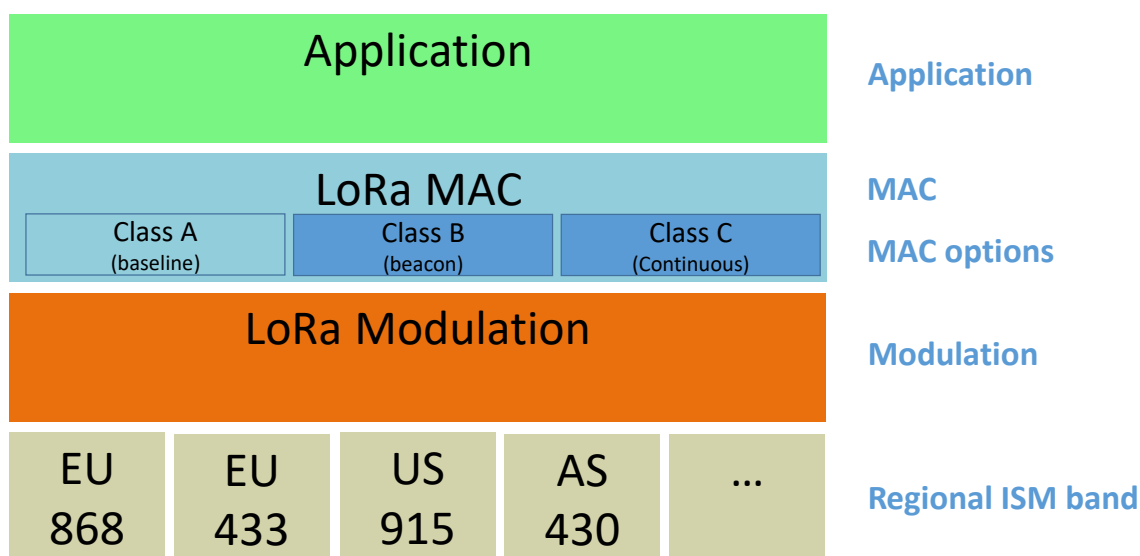 Application
Application
LoRa MAC
MAC
Class A
(baseline)
Class B
(beacon)
Class C
(Continuous)
MAC options
LoRa Modulation
Modulation
EU
868
EU
433
US
915
AS
430
...
Regional ISM band